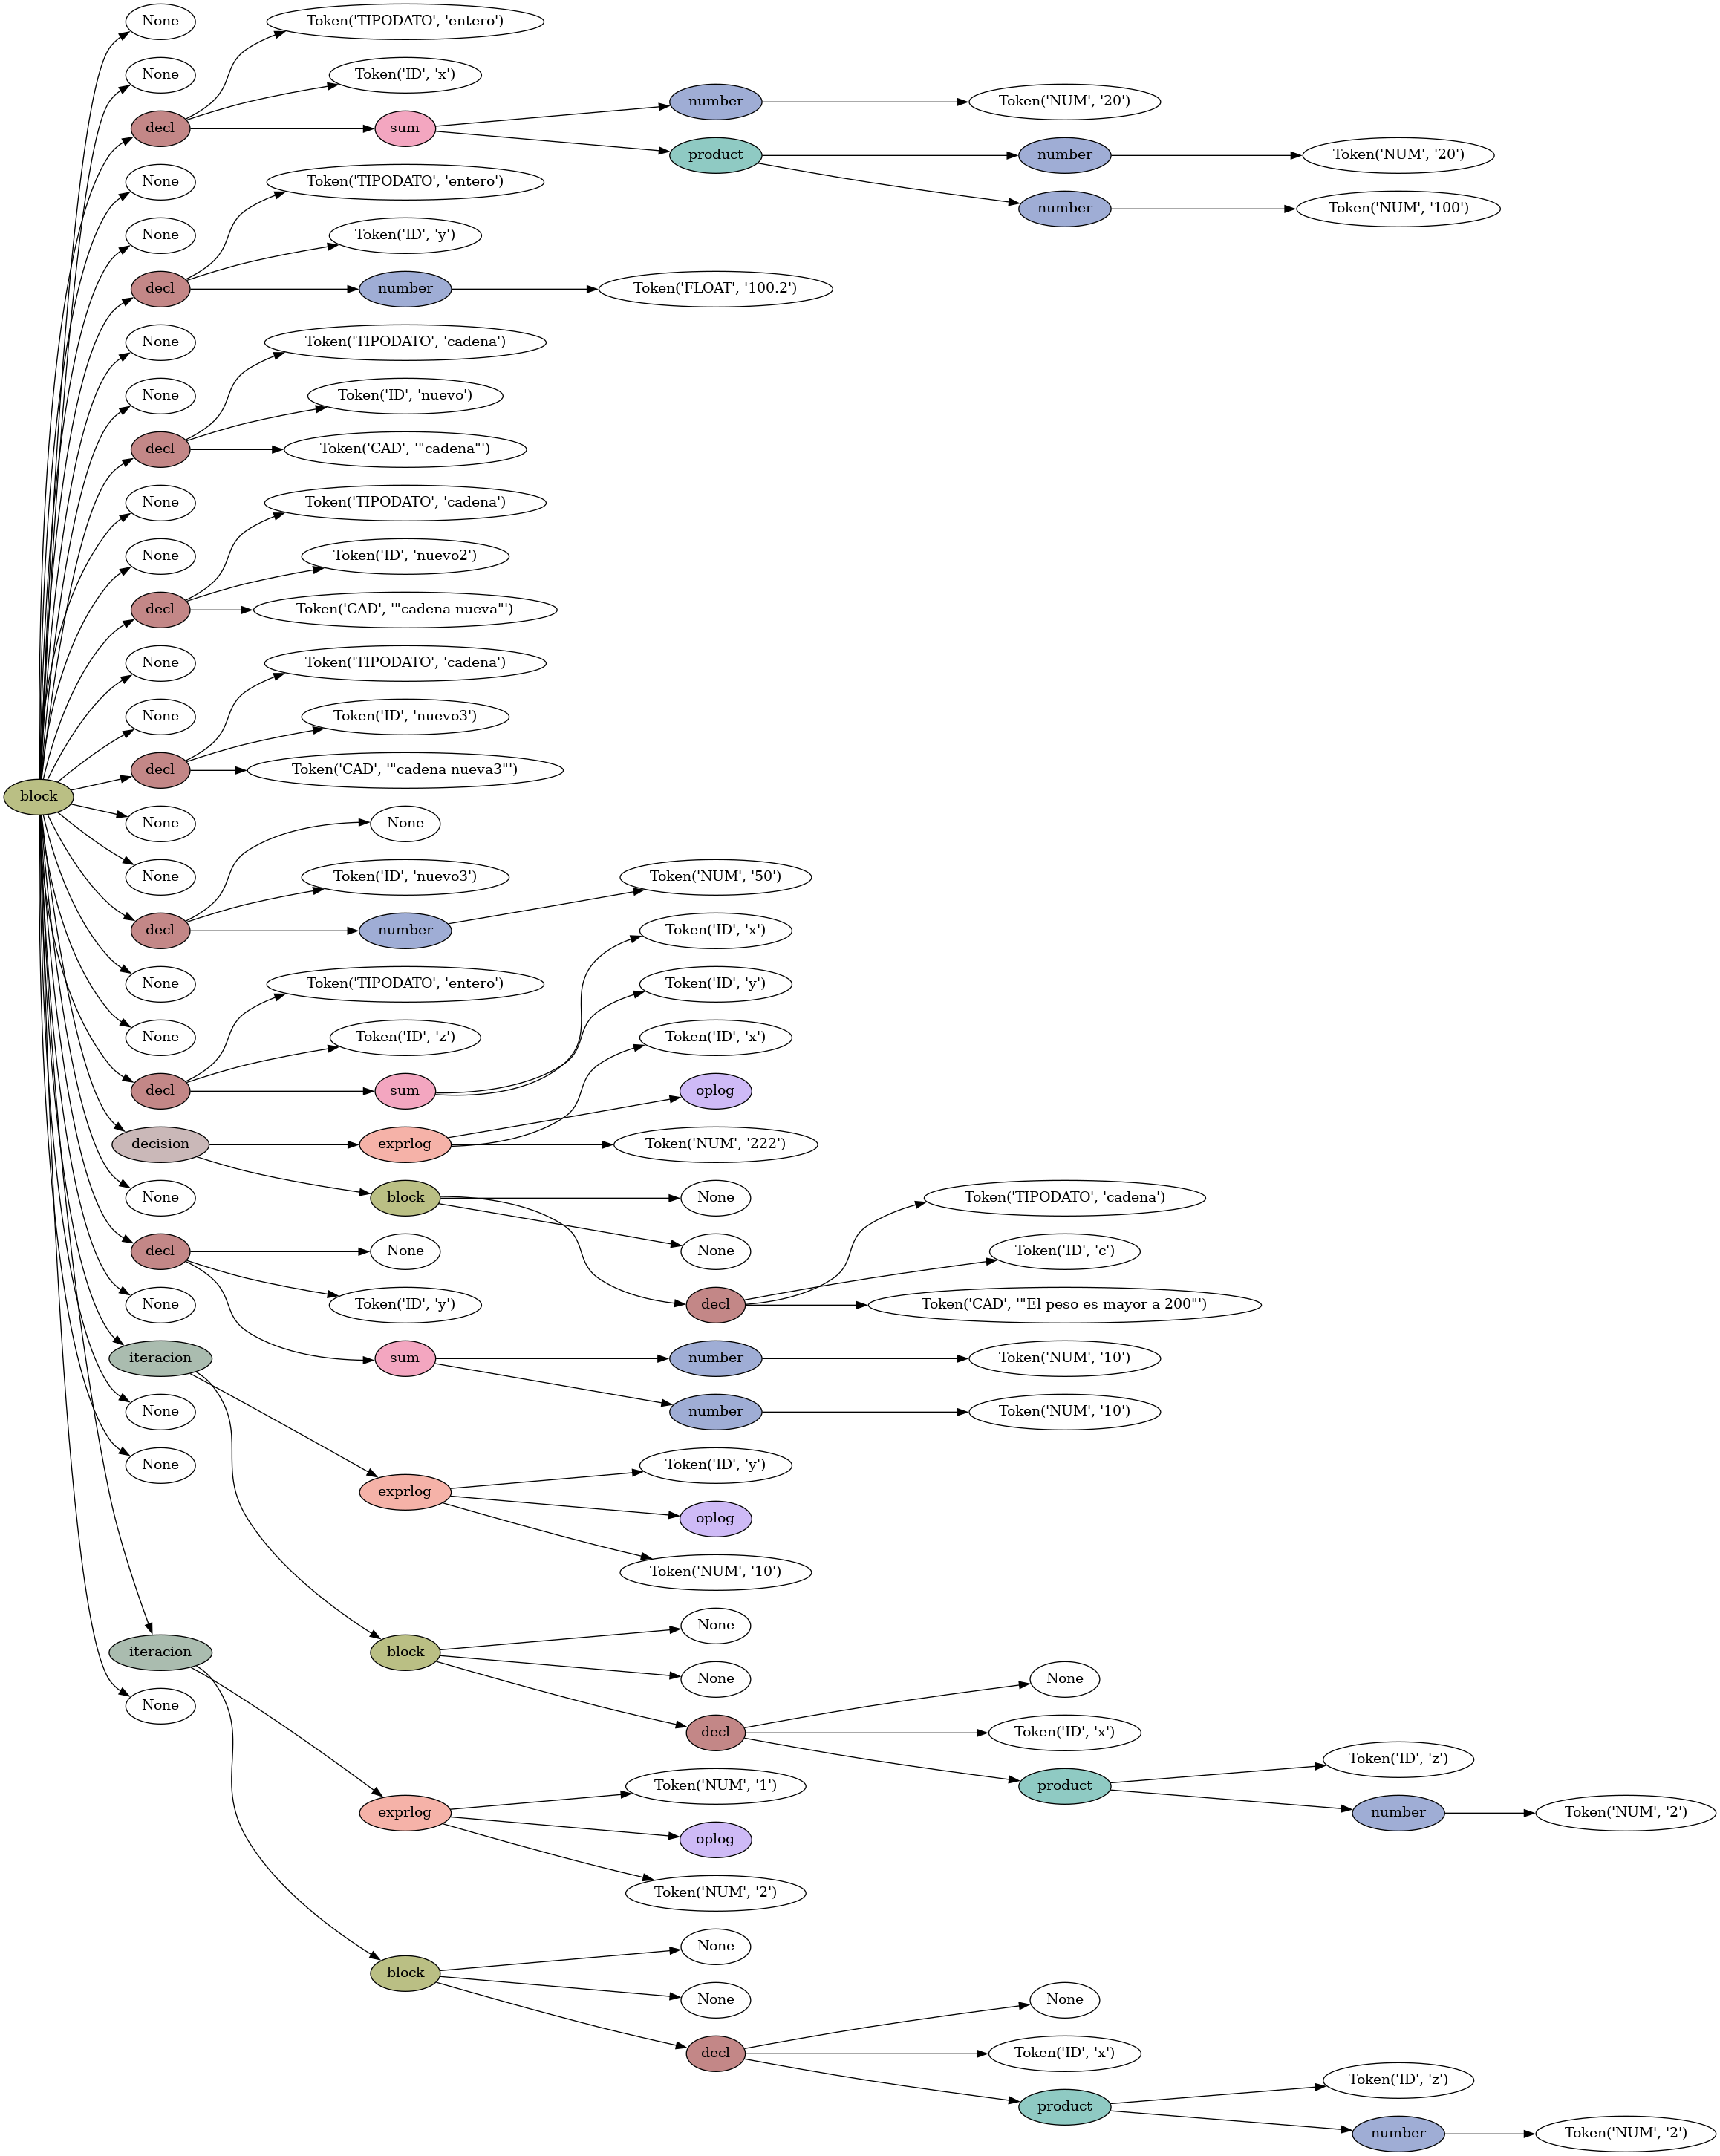 None
Token('TIPODATO', 'entero')
None
Token('ID', 'x')
decl
sum
number
Token('NUM', '20')
product
number
Token('NUM', '20')
number
Token('NUM', '100')
None
Token('TIPODATO', 'entero')
None
Token('ID', 'y')
decl
number
Token('FLOAT', '100.2')
None
Token('TIPODATO', 'cadena')
None
Token('ID', 'nuevo')
decl
Token('CAD', '"cadena"')
None
Token('TIPODATO', 'cadena')
None
Token('ID', 'nuevo2')
decl
Token('CAD', '"cadena nueva"')
None
Token('TIPODATO', 'cadena')
None
Token('ID', 'nuevo3')
decl
Token('CAD', '"cadena nueva3"')
block
None
None
None
Token('ID', 'nuevo3')
Token('NUM', '50')
decl
number
Token('ID', 'x')
None
Token('TIPODATO', 'entero')
Token('ID', 'y')
None
Token('ID', 'z')
Token('ID', 'x')
decl
sum
oplog
decision
exprlog
Token('NUM', '222')
None
block
None
Token('TIPODATO', 'cadena')
decl
None
None
Token('ID', 'c')
None
Token('ID', 'y')
decl
Token('CAD', '"El peso es mayor a 200"')
iteracion
sum
number
Token('NUM', '10')
None
number
Token('NUM', '10')
None
Token('ID', 'y')
exprlog
oplog
Token('NUM', '10')
None
iteracion
block
None
None
None
decl
Token('ID', 'x')
Token('ID', 'z')
product
Token('NUM', '1')
exprlog
number
Token('NUM', '2')
oplog
Token('NUM', '2')
None
block
None
None
decl
Token('ID', 'x')
Token('ID', 'z')
product
number
Token('NUM', '2')